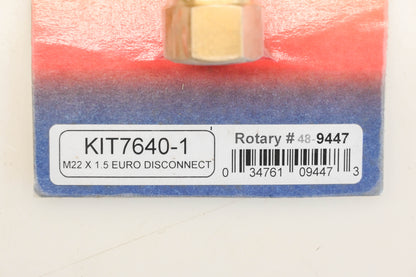 KIT7640-1
M22 X 1.5 EURO DISCONNECT
Rotary # 48-9447
0 34761 09447 3